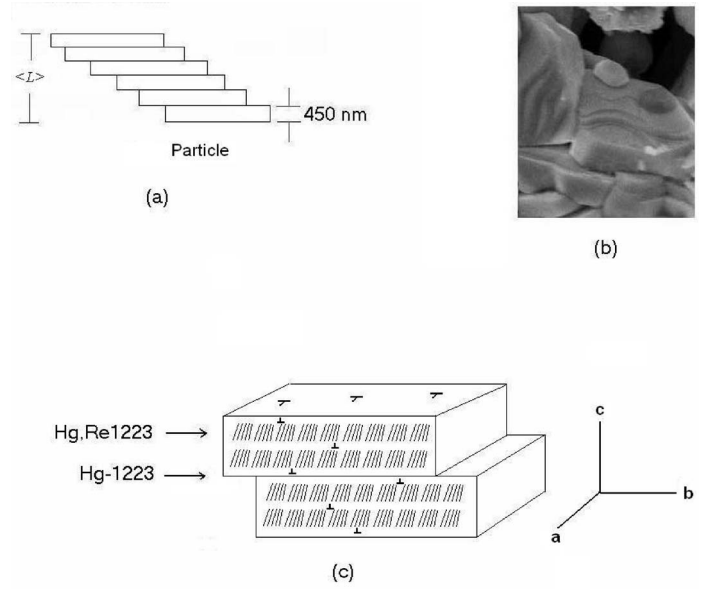 <L>
450 nm
Particle
(a)
(b)
Hg,Re1223
Hg-1223
c
b
a
(c)